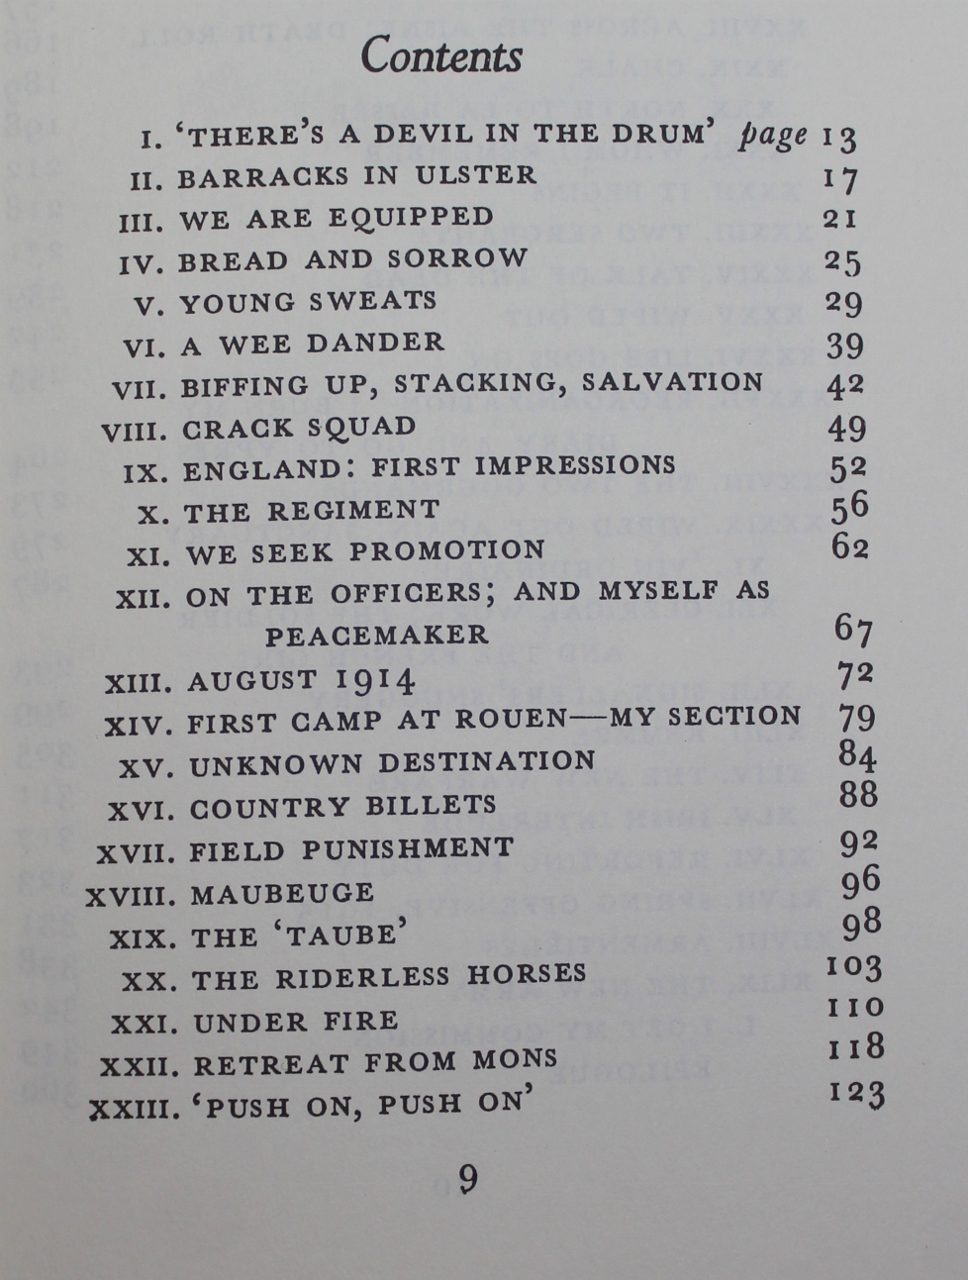 Contents
I. ‘THERE’S A DEVIL IN THE DRUM’ page 13
II. BARRACKS IN ULSTER 17
III. WE ARE EQUIPPED 21
IV. BREAD AND SORROW 25
V. YOUNG SWEATS 29
VI. A WEE DANDER 39
VII. BIFFING UP, STACKING, SALVATION 42
VIII. CRACK SQUAD 49
IX. ENGLAND: FIRST IMPRESSIONS 52
X. THE REGIMENT 56
XI. WE SEEK PROMOTION 62
XII. ON THE OFFICERS; AND MYSELF AS
PEACEMAKER 67
XIII. AUGUST 1914 72
XIV. FIRST CAMP AT ROUEN—MY SECTION 79
XV. UNKNOWN DESTINATION 84
XVI. COUNTRY BILLETS 88
XVII. FIELD PUNISHMENT 92
XVIII. MAUBEUGE 96
XIX. THE ‘TAUBE’ 98
XX. THE RIDERLESS HORSES 103
XXI. UNDER FIRE 110
XXII. RETREAT FROM MONS 118
XXIII. ‘PUSH ON, PUSH ON’ 123
9